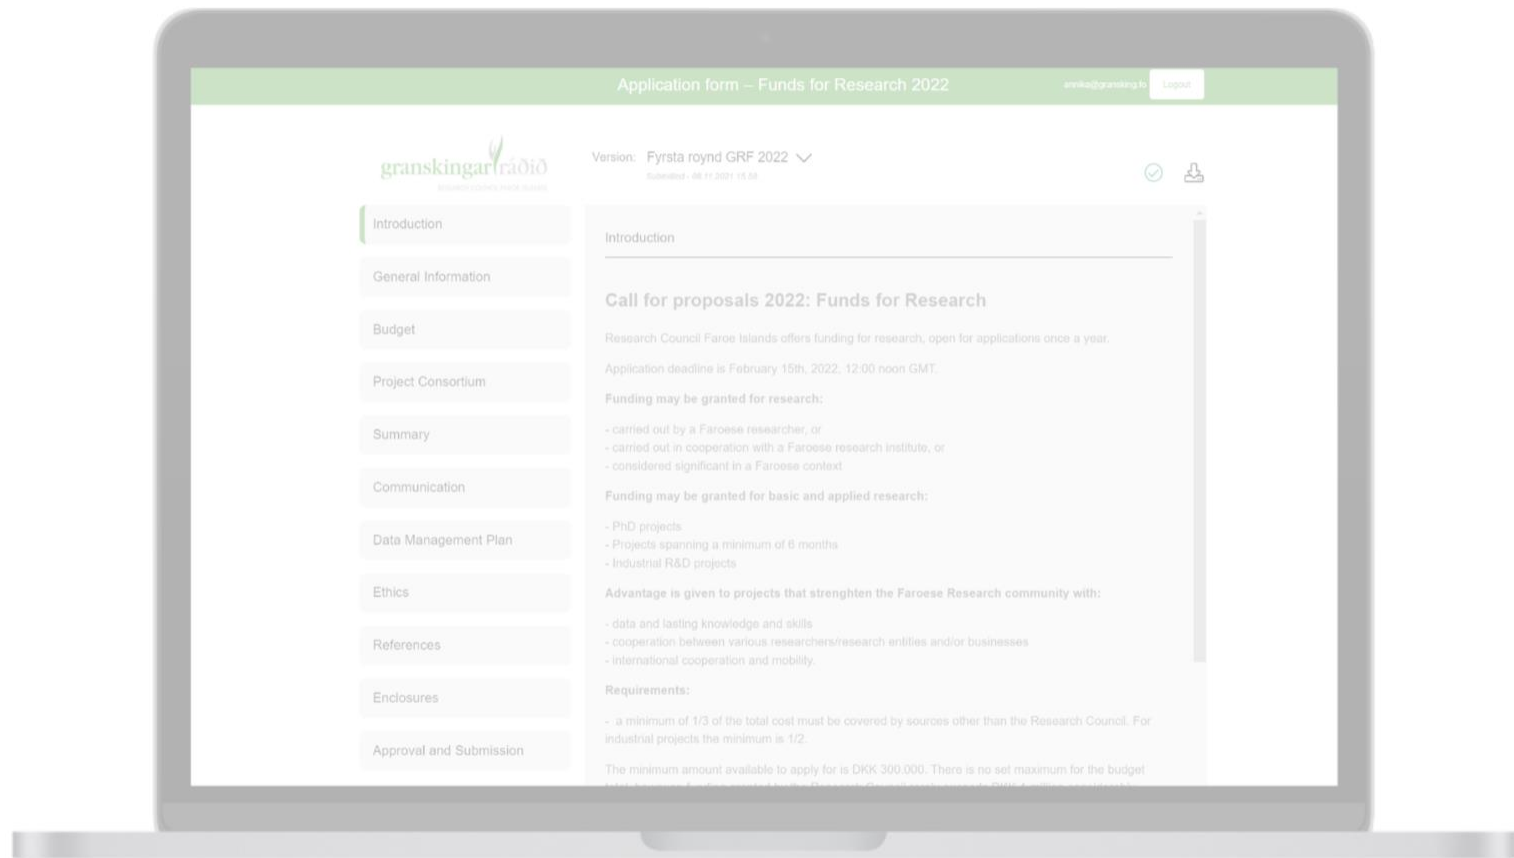 Application form – Funds for Research 2022
annika@gransking.fo
Logout
granskingarráðið
Version: Fyrsta roynd GRF 2022
Submitted -
Introduction
General Information
Budget
Project Consortium
Summary
Communication
Data Management Plan
Ethics
References
Enclosures
Approval and Submission
Introduction
Call for proposals 2022: Funds for Research
Research Council Faroe Islands offers funding for research, open for applications once a year.
Application deadline is February 15th, 2022, 12:00 noon GMT.
Funding may be granted for research:
- carried out by a Faroese researcher, or
- carried out in cooperation with a Faroese research institute, or
- considered significant in a Faroese context
Funding may be granted for basic and applied research:
- PhD projects
- Projects spanning a minimum of 6 months
- Industrial R&D projects
Advantage is given to projects that strenghten the Faroese Research community with:
- data and lasting knowledge and skills
- cooperation between various researchers/research entities and/or businesses
- international cooperation and mobility.
Requirements:
- a minimum of 1/3 of the total cost must be covered by sources other than the Research Council. For
industrial projects the minimum is 1/2.
The minimum amount available to apply for is DKK 300.000. There is no set maximum for the budget